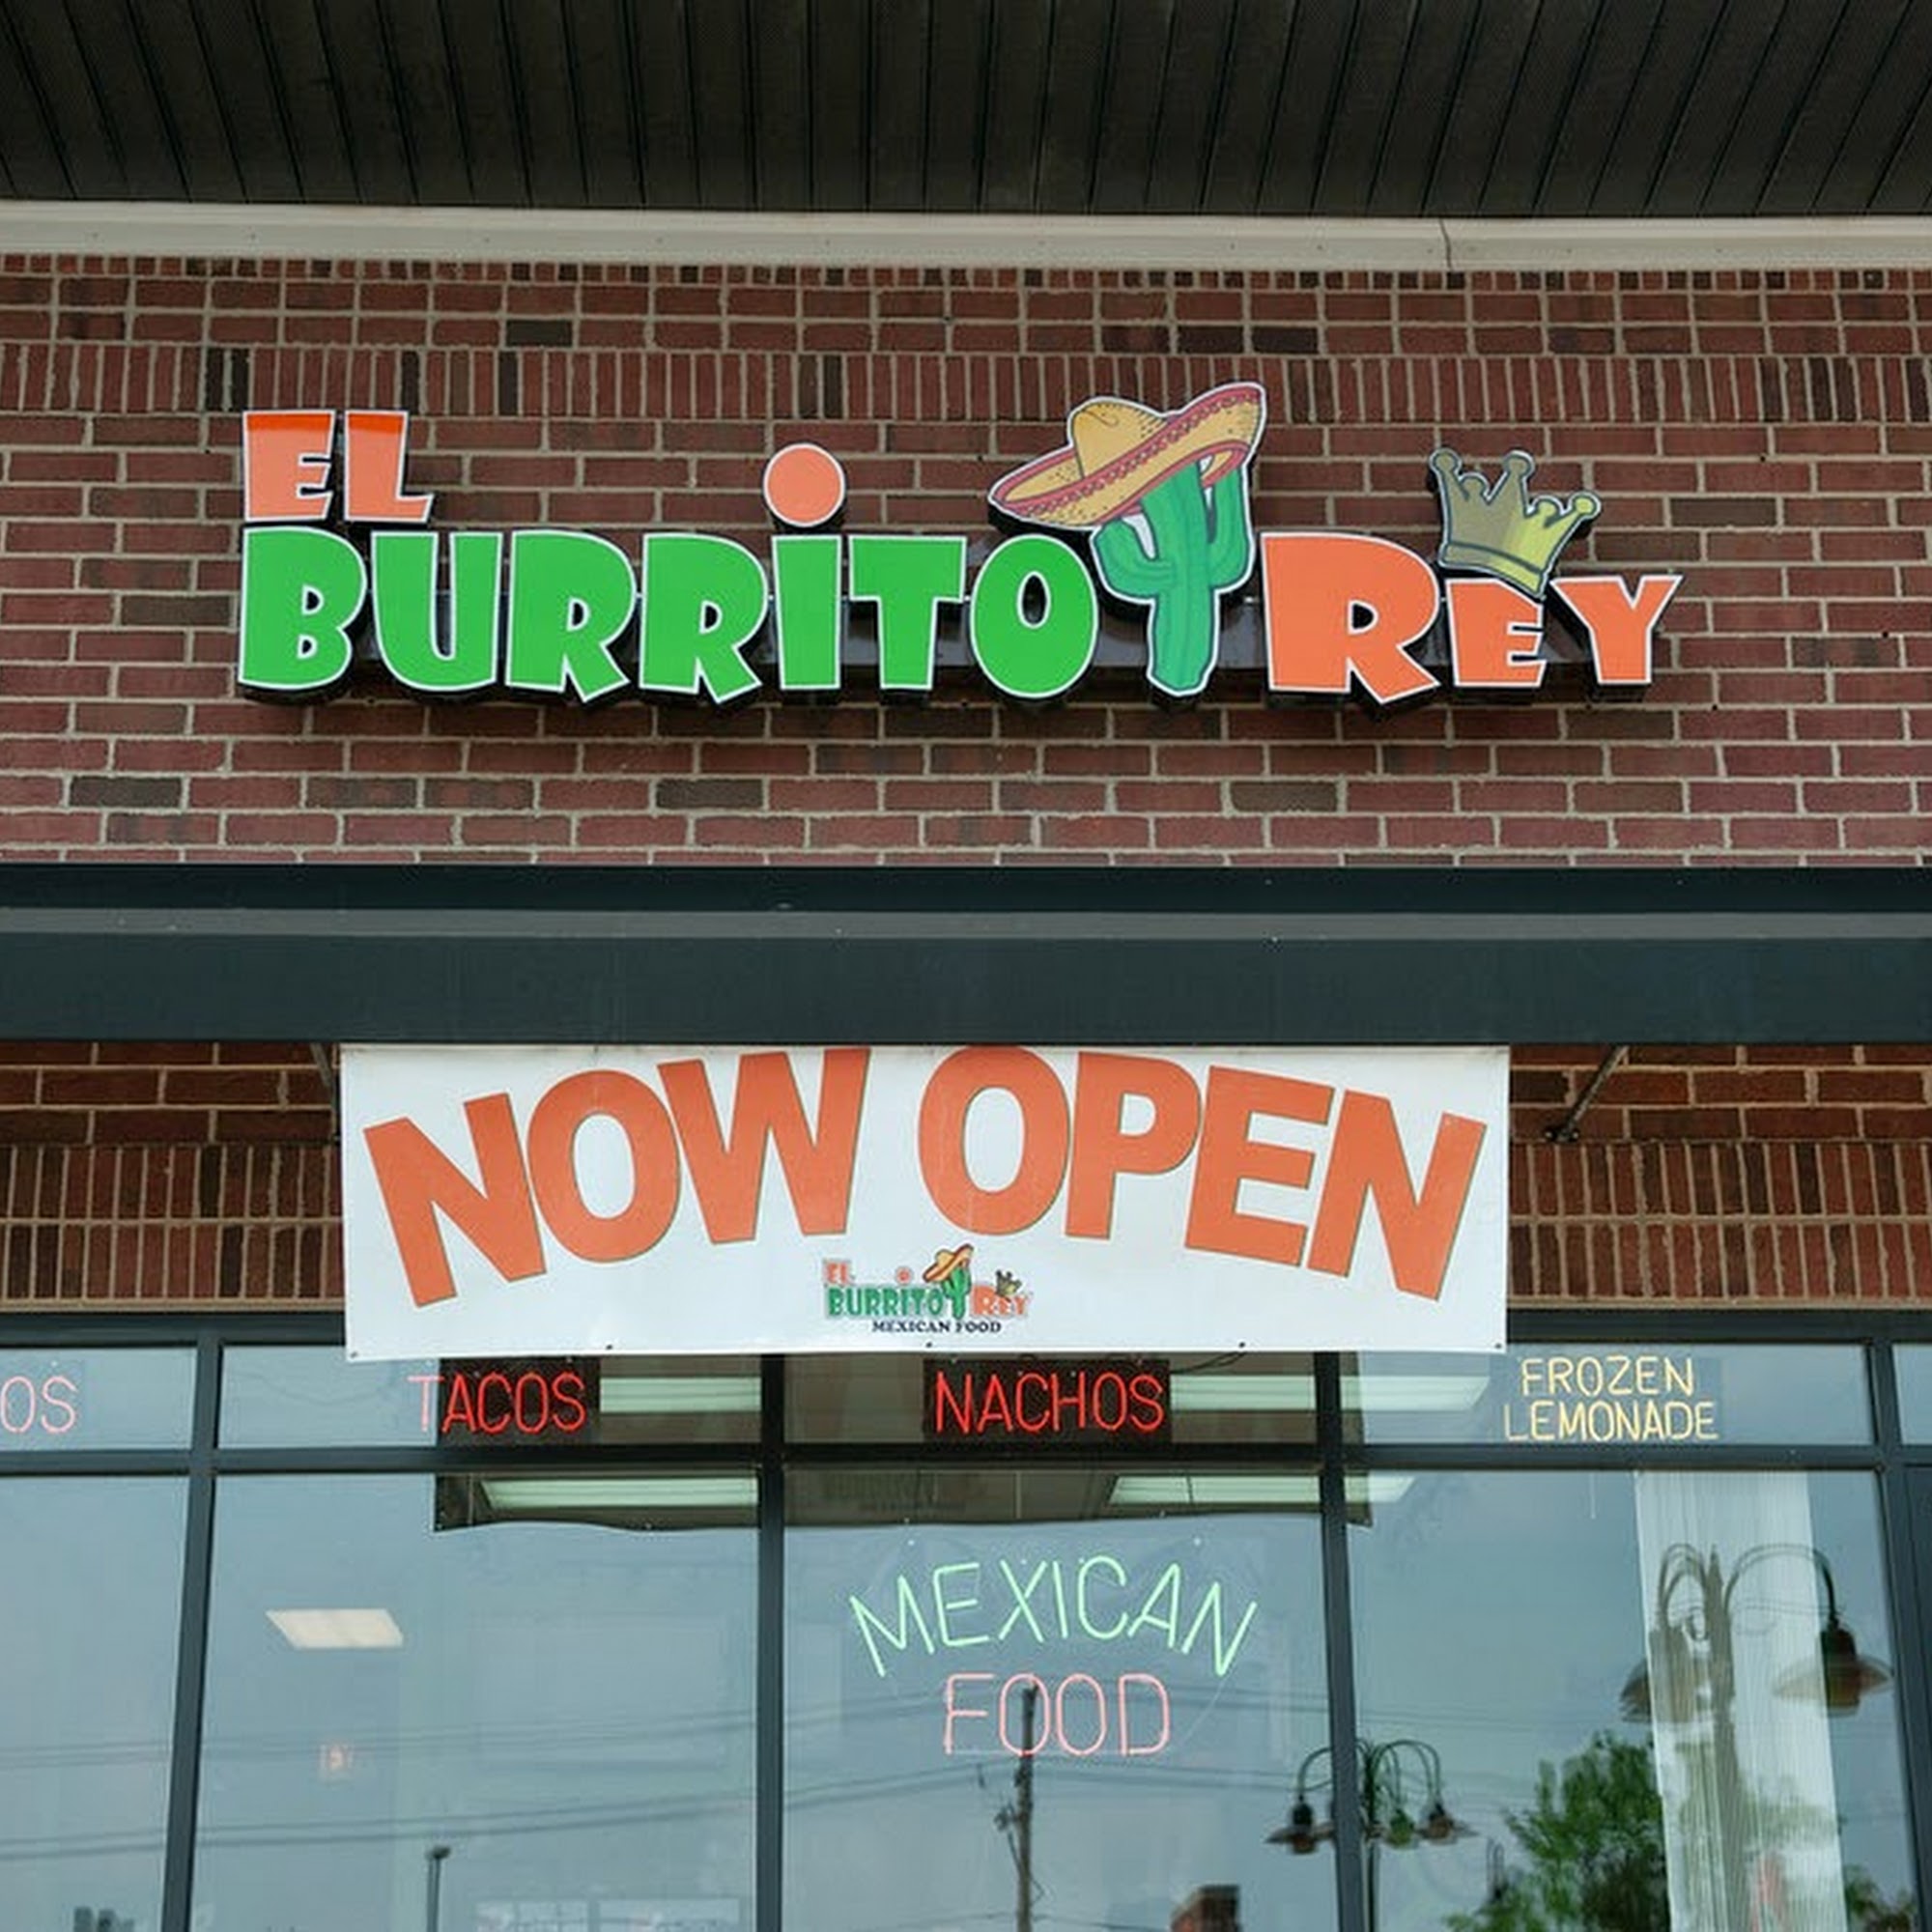 EL
BURRITO REY
NOW OPEN
EL
BURRITO REY
MEXICAN FOOD
OS
TACOS
NACHOS
FROZEN
LEMONADE
MEXICAN
FOOD